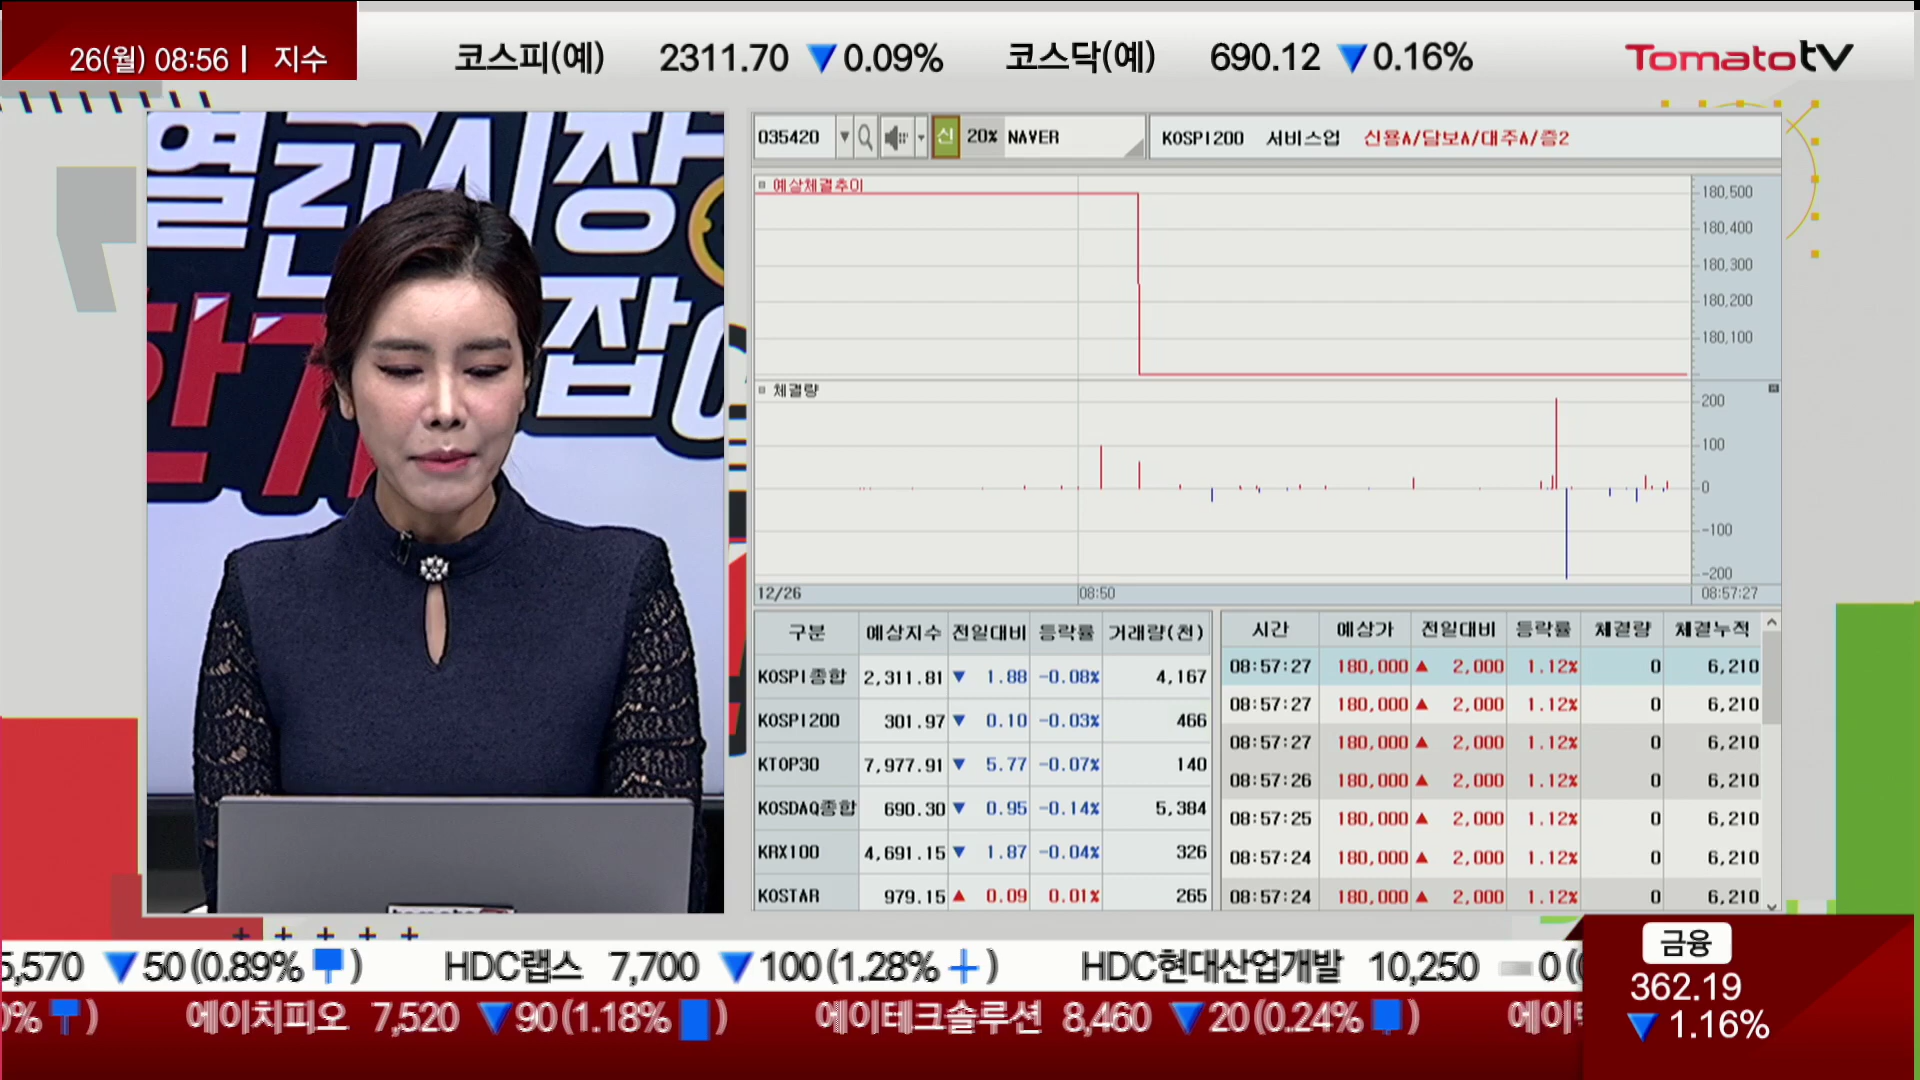 26(월) 08:56 | 지수 코스피(예) 2311.70 ▼ 0.09% 코스닥(예) 690.12 ▼ 0.16% Tomatotv
열린시장
한 잡
035420 신 20% NAVER KOSPI200 서비스업 신용A/담보A/대주A/증2
예상체결추이
180,500
180,400
180,300
180,200
180,100
체결량
200
100
0
-100
-200
12/26 08:50 08:57:27
구분 예상지수 전일대비 등락률 거래량(천)
KOSPI종합 2,311.81 ▼ 1.88 -0.08% 4,167
KOSPI200 301.97 ▼ 0.10 -0.03% 466
KTOP30 7,977.91 ▼ 5.77 -0.07% 140
KOSDAQ종합 690.30 ▼ 0.95 -0.14% 5,384
KRX100 4,691.15 ▼ 1.87 -0.04% 326
KOSTAR 979.15 ▲ 0.09 0.01% 265
시간 예상가 전일대비 등락률 체결량 체결누적
08:57:27 180,000 ▲ 2,000 1.12% 0 6,210
08:57:27 180,000 ▲ 2,000 1.12% 0 6,210
08:57:27 180,000 ▲ 2,000 1.12% 0 6,210
08:57:26 180,000 ▲ 2,000 1.12% 0 6,210
08:57:25 180,000 ▲ 2,000 1.12% 0 6,210
08:57:24 180,000 ▲ 2,000 1.12% 0 6,210
08:57:24 180,000 ▲ 2,000 1.12% 0 6,210
5,570 ▼ 50 (0.89% ) HDC랩스 7,700 ▼ 100 (1.28% ) HDC현대산업개발 10,250 0 (
0% ) 에이치피오 7,520 ▼ 90 (1.18% ) 에이테크솔루션 8,460 ▼ 20 (0.24% )
금융
362.19
▼ 1.16%